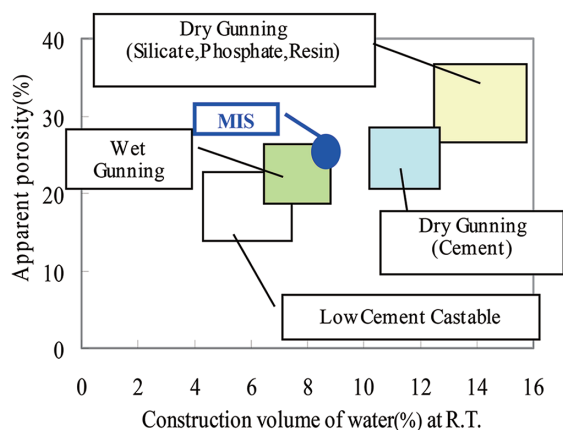 Dry Gunning
(Silicate,Phosphate,Resin)
MIS
Wet
Gunning
Dry Gunning
(Cement)
Low Cement Castable
Apparent porosity(%)
40
30
20
10
0
0 2 4 6 8 10 12 14 16
Construction volume of water(%) at R.T.